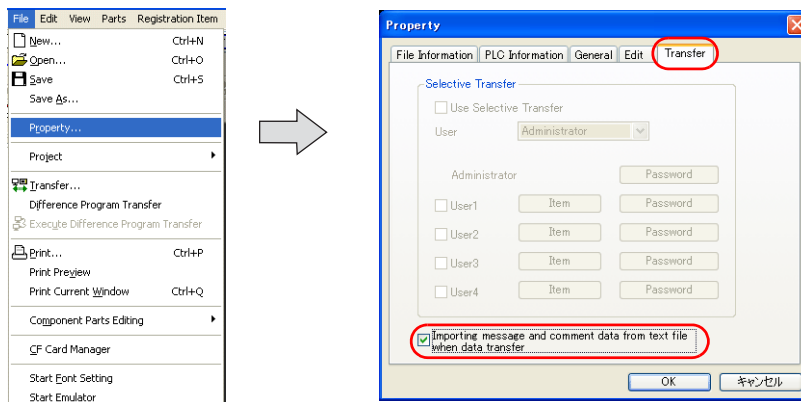 File Edit View Parts Registration Item
New... Ctrl+N
Open... Ctrl+O
Save Ctrl+S
Save As...
Property...
Project
Transfer...
Difference Program Transfer
Execute Difference Program Transfer
Print... Ctrl+P
Print Preview
Print Current Window Ctrl+Q
Component Parts Editing
CF Card Manager
Start Font Setting
Start Emulator
Property
File Information PLC Information General Edit Transfer
Selective Transfer
Use Selective Transfer
User Administrator
Administrator Password
User1 Item Password
User2 Item Password
User3 Item Password
User4 Item Password
Importing message and comment data from text file
when data transfer
OK キャンセル